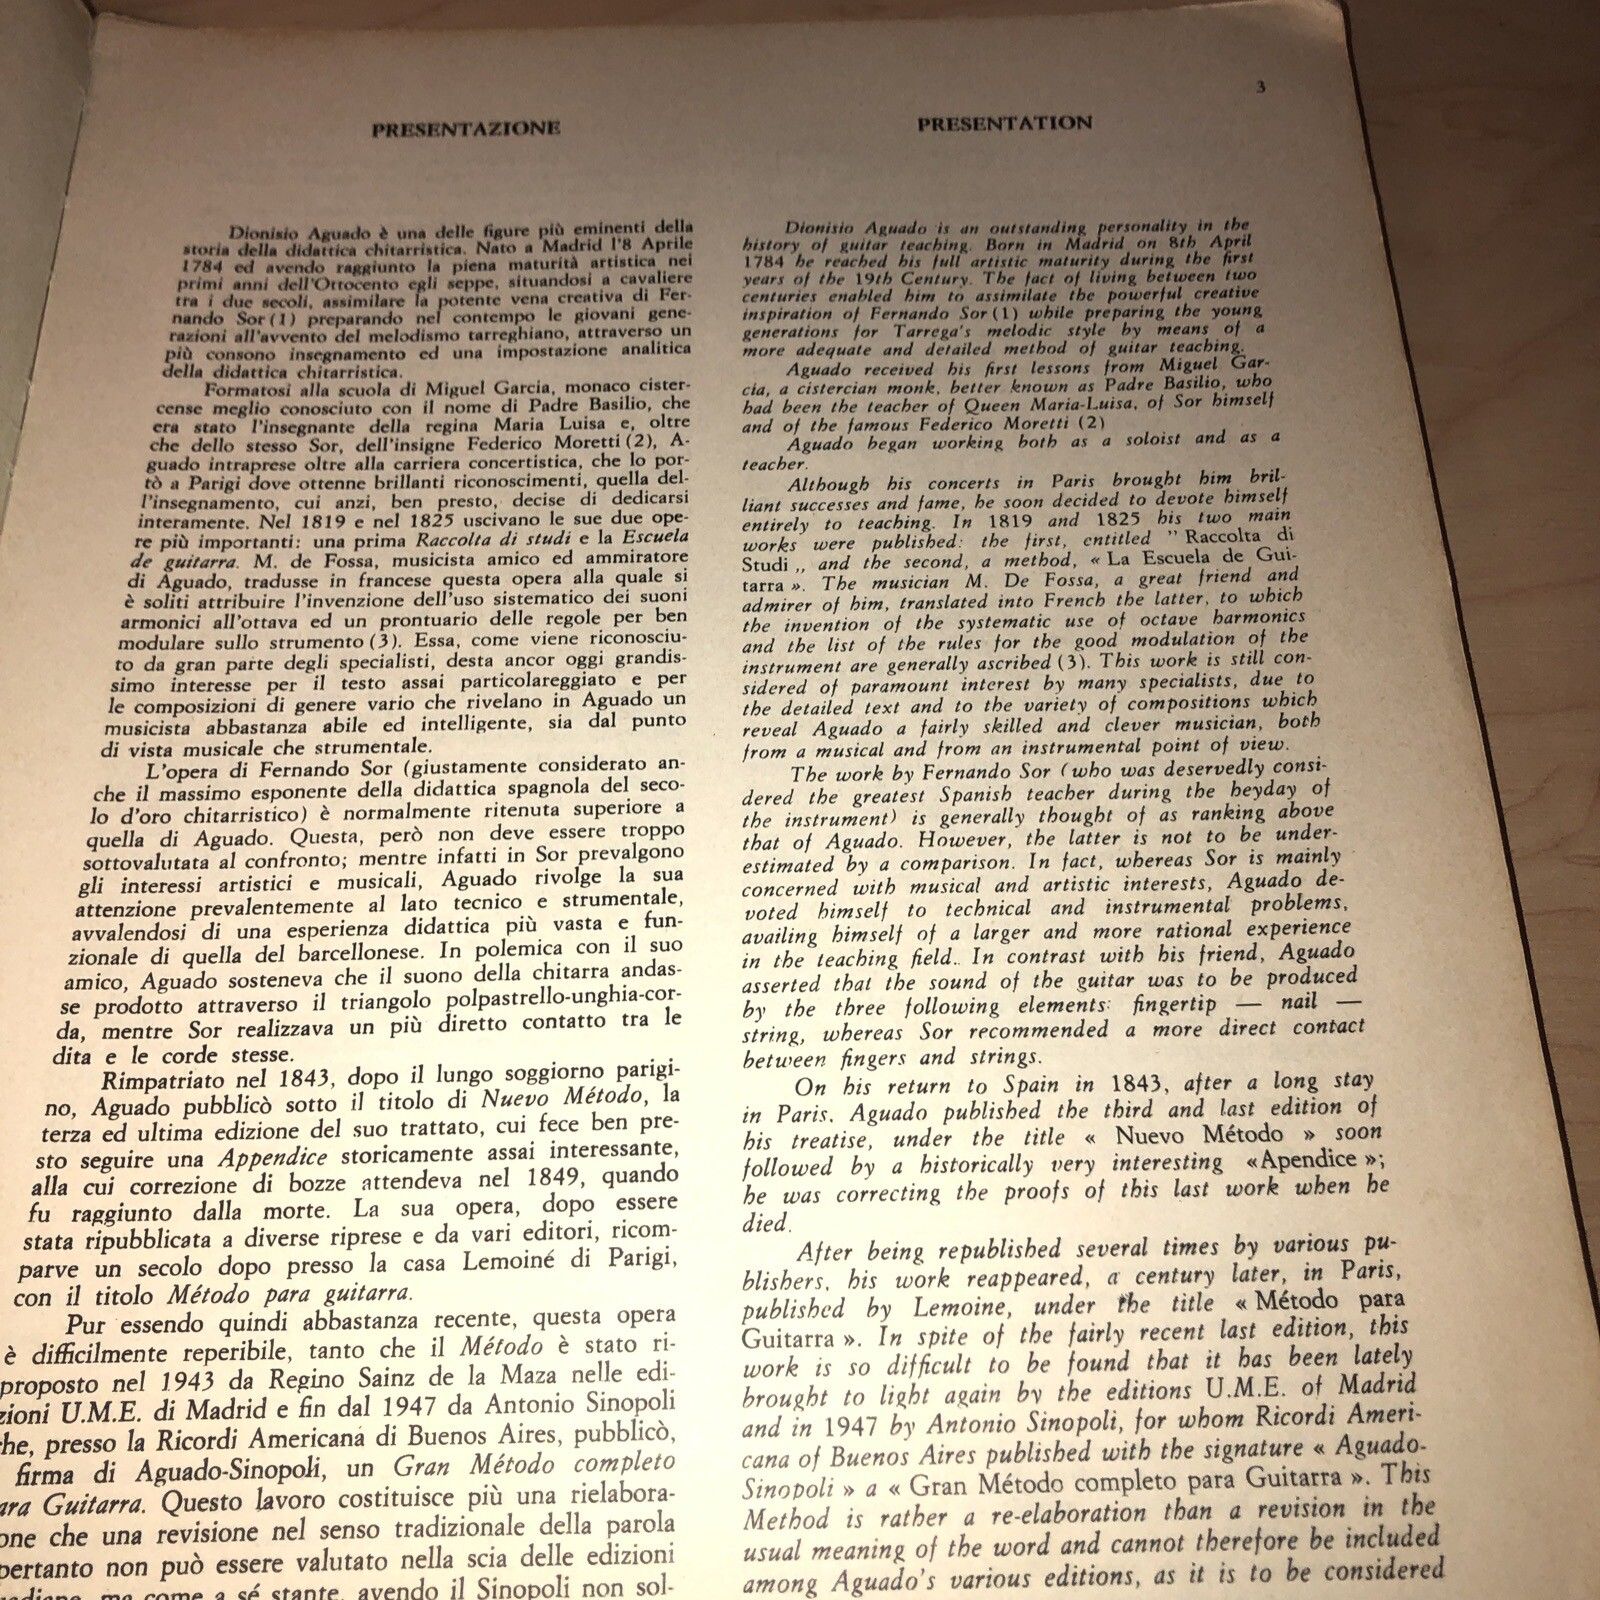 3
PRESENTAZIONE
Dionisio Aguado è una delle figure più eminenti della
storia della didattica chitarristica. Nato a Madrid l'8 Aprile
1784 ed avendo raggiunto la piena maturità artistica nei
primi anni dell'Ottocento egli seppe, situandosi a cavaliere
tra i due secoli, assimilare la potente vena creativa di Fer-
nando Sor (1) preparando nel contempo le giovani gene-
razioni all'avvento del melodismo tarreghiano, attraverso un
più consono insegnamento ed una impostazione analitica
della didattica chitarristica.
Formatosi alla scuola di Miguel Garcia, monaco cister-
cense meglio conosciuto con il nome di Padre Basilio, che
era stato l'insegnante della regina Maria Luisa e, oltre
che dello stesso Sor, dell'insigne Federico Moretti (2), A-
guado intraprese oltre alla carriera concertistica, che lo por-
tò a Parigi dove ottenne brillanti riconoscimenti, quella del-
l'insegnamento, cui anzi, ben presto, decise di dedicarsi
interamente. Nel 1819 e nel 1825 uscivano le sue due ope-
re più importanti: una prima Raccolta di studi e la Escuela
de guitarra. M. de Fossa, musicista amico ed ammiratore
di Aguado, tradusse in francese questa opera alla quale si
è soliti attribuire l'invenzione dell'uso sistematico dei suoni
armonici all'ottava ed un prontuario delle regole per ben
modulare sullo strumento (3). Essa, come viene riconosciu-
to da gran parte degli specialisti, desta ancor oggi grandis-
simo interesse per il testo assai particolareggiato e per
le composizioni di genere vario che rivelano in Aguado un
musicista abbastanza abile ed intelligente, sia dal punto
di vista musicale che strumentale.
L'opera di Fernando Sor (giustamente considerato an-
che il massimo esponente della didattica spagnola del seco-
lo d'oro chitarristico) è normalmente ritenuta superiore a
quella di Aguado. Questa, però non deve essere troppo
sottovalutata al confronto; mentre infatti in Sor prevalgono
gli interessi artistici e musicali, Aguado rivolge la sua
attenzione prevalentemente al lato tecnico e strumentale,
avvalendosi di una esperienza didattica più vasta e fun-
zionale di quella del barcellonese. In polemica con il suo
amico, Aguado sosteneva che il suono della chitarra andas-
se prodotto attraverso il triangolo polpastrello-unghia-cor-
da, mentre Sor realizzava un più diretto contatto tra le
dita e le corde stesse.
Rimpatriato nel 1843, dopo il lungo soggiorno parigi-
no, Aguado pubblicò sotto il titolo di Nuevo Método, la
terza ed ultima edizione del suo trattato, cui fece ben pre-
sto seguire una Appendice storicamente assai interessante,
alla cui correzione di bozze attendeva nel 1849, quando
fu raggiunto dalla morte. La sua opera, dopo essere
stata ripubblicata a diverse riprese e da vari editori, ricom-
parve un secolo dopo presso la casa Lemoiné di Parigi,
con il titolo Método para guitarra.
Pur essendo quindi abbastanza recente, questa opera
è difficilmente reperibile, tanto che il Método è stato ri-
proposto nel 1943 da Regino Sainz de la Maza nelle edi-
zioni U.M.E. di Madrid e fin dal 1947 da Antonio Sinopoli
che, presso la Ricordi Americana di Buenos Aires, pubblicò,
firma di Aguado-Sinopoli, un Gran Método completo
ara Guitarra. Questo lavoro costituisce più una rielabora-
one che una revisione nel senso tradizionale della parola
pertanto non può essere valutato nella scia delle edizioni
ma come a sé stante, avendo il Sinopoli non sol-
PRESENTATION
Dionisio Aguado is an outstanding personality in the
history of guitar teaching. Born in Madrid on 8th April
1784 he reached his full artistic maturity during the first
years of the 19th Century. The fact of living between two
centuries enabled him to assimilate the powerful creative
inspiration of Fernando Sor (1) while preparing the young
generations for Tarrega's melodic style by means of a
more adequate and detailed method of guitar teaching.
Aguado received his first lessons from Miguel Gar-
cia, a cistercian monk, better known as Padre Basilio, who
had been the teacher of Queen Maria-Luisa, of Sor himself
and of the famous Federico Moretti (2)
Aguado began working both as a soloist and as a
teacher.
Although his concerts in Paris brought him bril-
liant successes and fame, he soon decided to devote himself
entirely to teaching. In 1819 and 1825 his two main
works were published: the first, entitled " Raccolta di
Studi „ and the second, a method, « La Escuela de Gui-
tarra ». The musician M. De Fossa, a great friend and
admirer of him, translated into French the latter, to which
the invention of the systematic use of octave harmonics
and the list of the rules for the good modulation of the
instrument are generally ascribed (3). This work is still con-
sidered of paramount interest by many specialists, due to
the detailed text and to the variety of compositions which
reveal Aguado a fairly skilled and clever musician, both
from a musical and from an instrumental point of view.
The work by Fernando Sor (who was deservedly consi-
dered the greatest Spanish teacher during the heyday of
the instrument) is generally thought of as ranking above
that of Aguado. However, the latter is not to be under-
estimated by a comparison. In fact, whereas Sor is mainly
concerned with musical and artistic interests, Aguado de-
voted himself to technical and instrumental problems,
availing himself of a larger and more rational experience
in the teaching field.. In contrast with his friend, Aguado
asserted that the sound of the guitar was to be produced
by the three following elements: fingertip — nail —
string, whereas Sor recommended a more direct contact
between fingers and strings.
On his return to Spain in 1843, after a long stay
in Paris, Aguado published the third and last edition of
his treatise, under the title « Nuevo Método » soon
followed by a historically very interesting «Apendice »;
he was correcting the proofs of this last work when he
died.
After being republished several times by various pu-
blishers, his work reappeared, a century later, in Paris,
published by Lemoine, under the title « Método para
Guitarra ». In spite of the fairly recent last edition, this
work is so difficult to be found that it has been lately
brought to light again by the editions U.M.E. of Madrid
and in 1947 by Antonio Sinopoli, for whom Ricordi Ameri-
cana of Buenos Aires published with the signature « Aguado-
Sinopoli » a « Gran Método completo para Guitarra ». This
Method is rather a re-elaboration than a revision in the
usual meaning of the word and cannot therefore be included
among Aguado's various editions, as it is to be considered